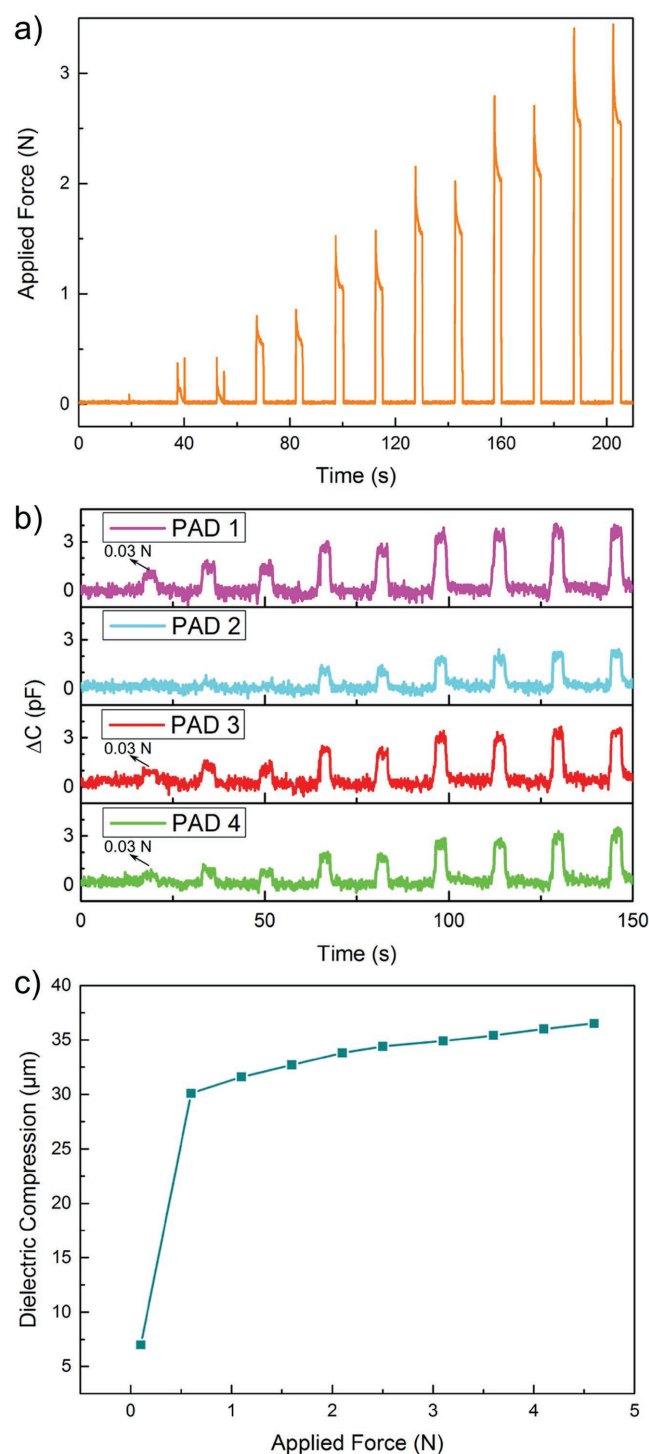 a)
3
2
1
0
Applied Force (N)
0 40 80 120 160 200
Time (s)
b)
PAD 1
0.03 N
3
0
PAD 2
3
0
PAD 3
0.03 N
3
0
PAD 4
0.03 N
3
0
ΔC (pF)
0 50 100 150
Time (s)
c)
40
35
30
25
20
15
10
5
Dielectric Compression (μm)
0 1 2 3 4 5
Applied Force (N)